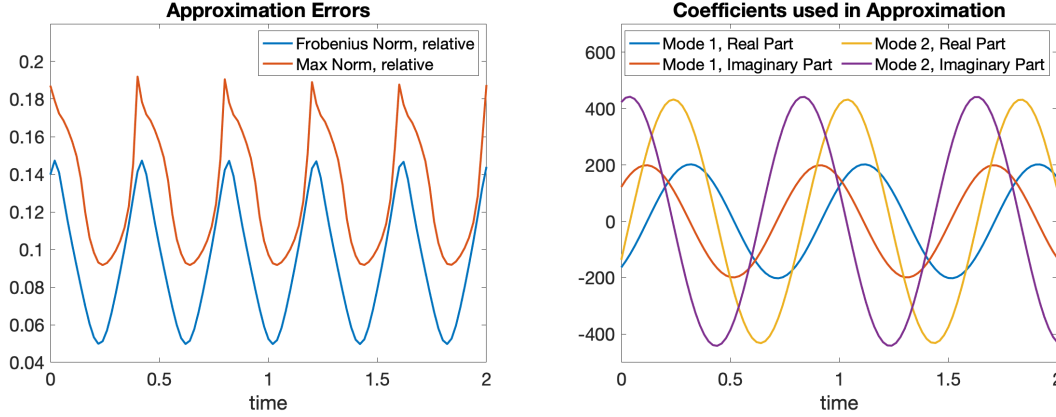 Approximation Errors
Frobenius Norm, relative
Max Norm, relative
0.2
0.18
0.16
0.14
0.12
0.1
0.08
0.06
0.04
0
0.5
1
1.5
2
time
Coefficients used in Approximation
Mode 1, Real Part
Mode 2, Real Part
Mode 1, Imaginary Part
Mode 2, Imaginary Part
600
400
200
0
-200
-400
0
0.5
1
1.5
2
time